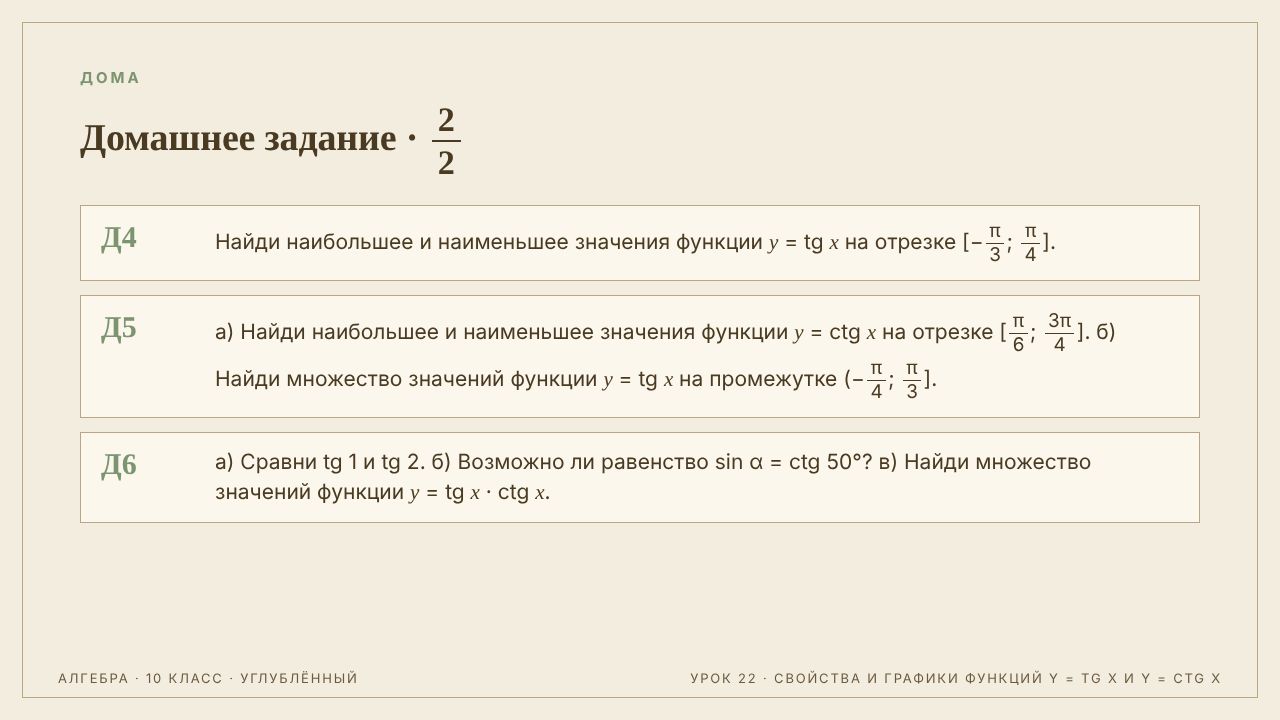 ДОМА
Домашнее задание · 2/2
Д4
Найди наибольшее и наименьшее значения функции y = tg x на отрезке [−π/3; π/4].
Д5
а) Найди наибольшее и наименьшее значения функции y = ctg x на отрезке [π/6; 3π/4]. б)
Найди множество значений функции y = tg x на промежутке (−π/4; π/3].
Д6
а) Сравни tg 1 и tg 2. б) Возможно ли равенство sin α = ctg 50°? в) Найди множество
значений функции y = tg x · ctg x.
АЛГЕБРА · 10 КЛАСС · УГЛУБЛЁННЫЙ
УРОК 22 · СВОЙСТВА И ГРАФИКИ ФУНКЦИЙ Y = TG X И Y = CTG X